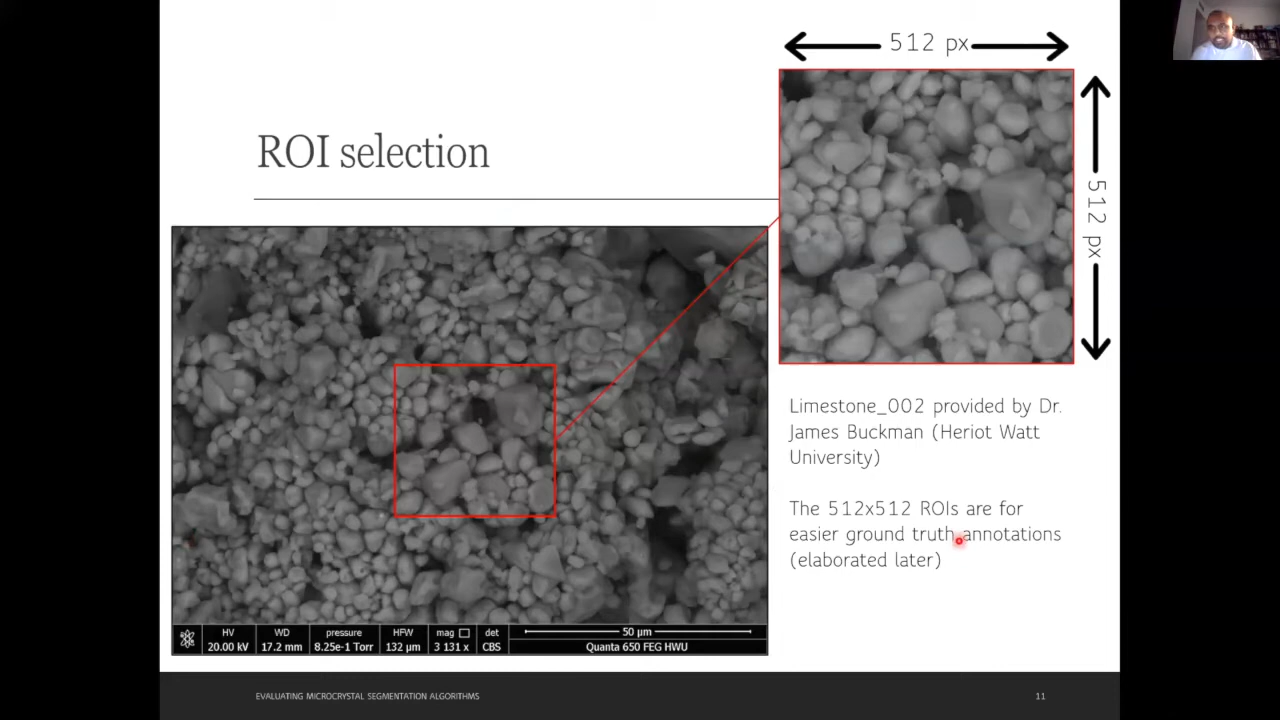 512 px
512 px
ROI selection
Limestone_002 provided by Dr.
James Buckman (Heriot Watt
University)
The 512x512 ROIs are for
easier ground truth annotations
(elaborated later)
HV
WD
pressure
HFW
mag
det
50 µm
20.00 kV
17.2 mm
8.25e-1 Torr
132 µm
3 131 x
CBS
Quanta 650 FEG HWU
EVALUATING MICROCRYSTAL SEGMENTATION ALGORITHMS
11